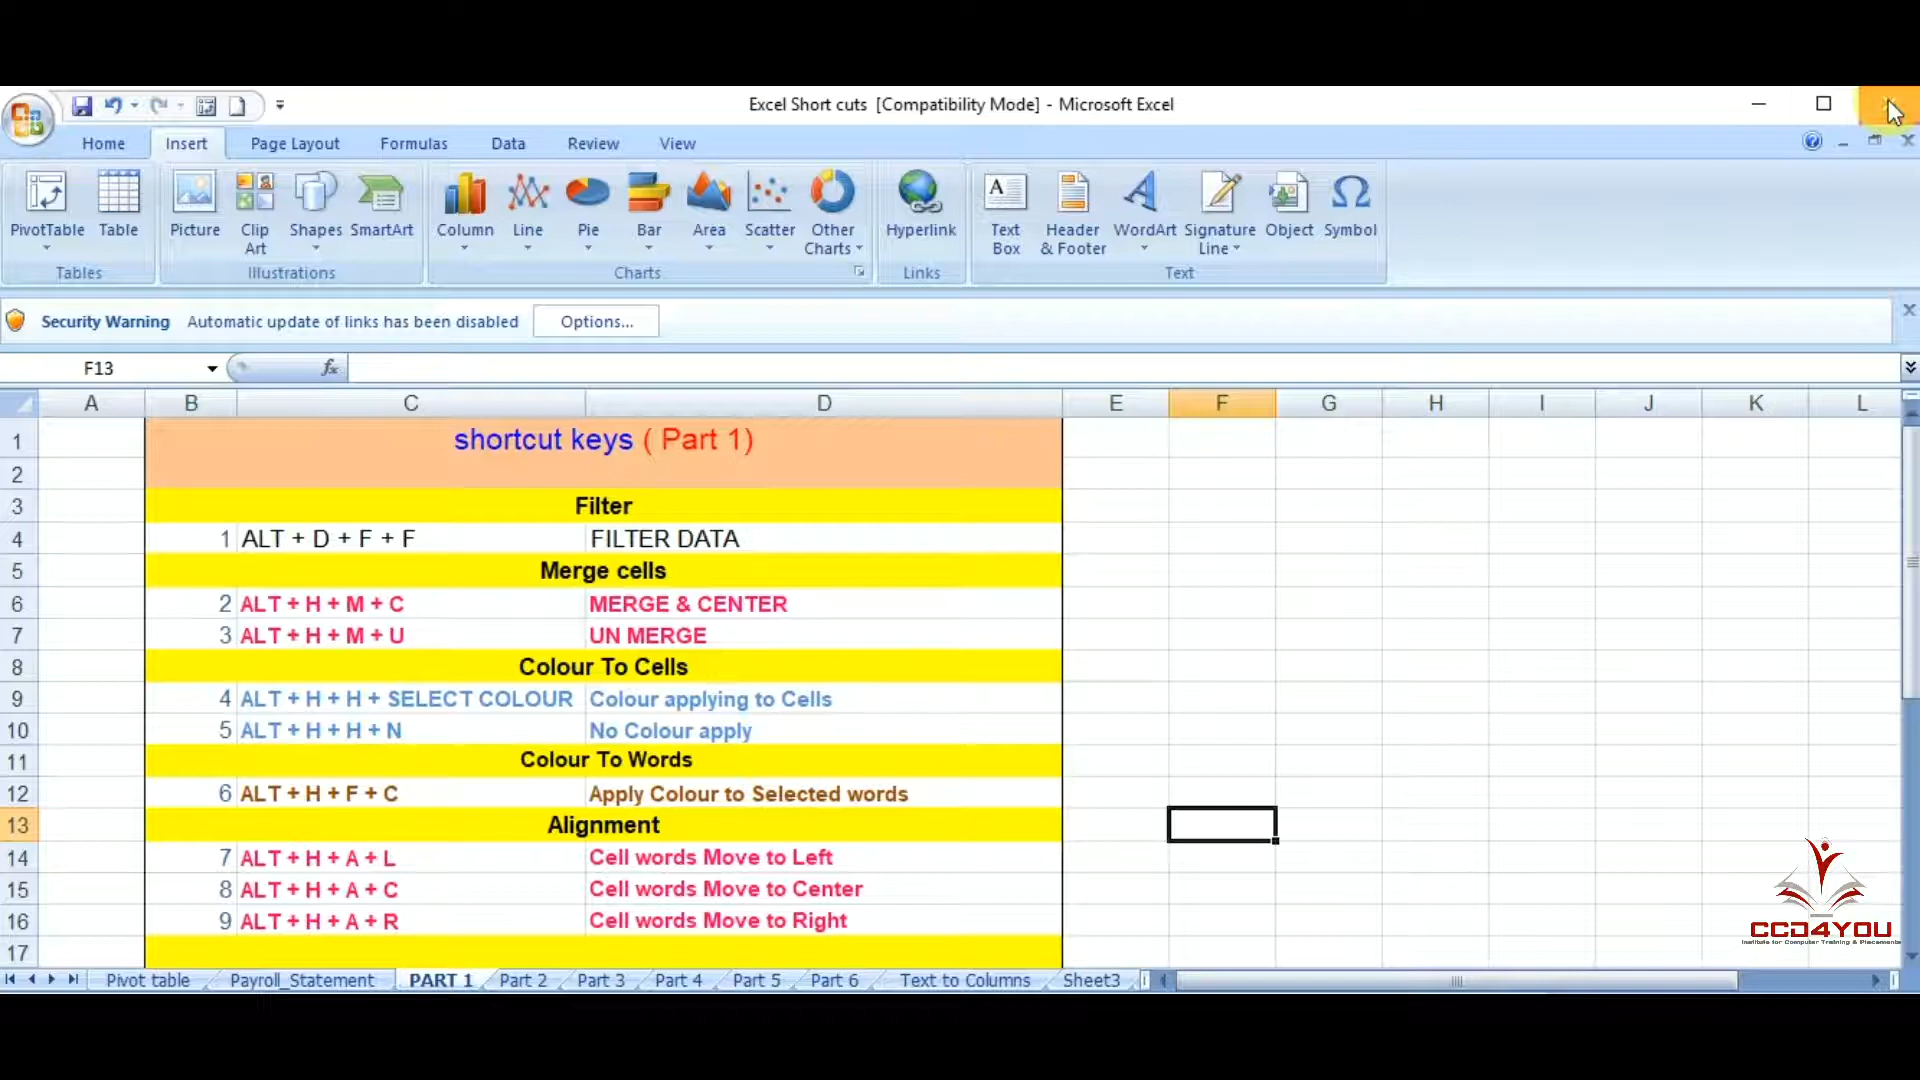 Excel Short cuts [Compatibility Mode] - Microsoft Excel
Home Insert Page Layout Formulas Data Review View
PivotTable Table Picture Clip Art Shapes SmartArt Column Line Pie Bar Area Scatter Other Charts Hyperlink Text Box Header & Footer WordArt Signature Line Object Symbol
Tables Illustrations Charts Links Text
Security Warning Automatic update of links has been disabled Options...
F13 fx
A B C D E F G H I J K L
1 shortcut keys ( Part 1)
2
3 Filter
4 1 ALT + D + F + F FILTER DATA
5 Merge cells
6 2 ALT + H + M + C MERGE & CENTER
7 3 ALT + H + M + U UN MERGE
8 Colour To Cells
9 4 ALT + H + H + SELECT COLOUR Colour applying to Cells
10 5 ALT + H + H + N No Colour apply
11 Colour To Words
12 6 ALT + H + F + C Apply Colour to Selected words
13 Alignment
14 7 ALT + H + A + L Cell words Move to Left
15 8 ALT + H + A + C Cell words Move to Center
16 9 ALT + H + A + R Cell words Move to Right
17
CCD4YOU
Institute for Computer Training & Placements
Pivot table Payroll_Statement PART 1 Part 2 Part 3 Part 4 Part 5 Part 6 Text to Columns Sheet3